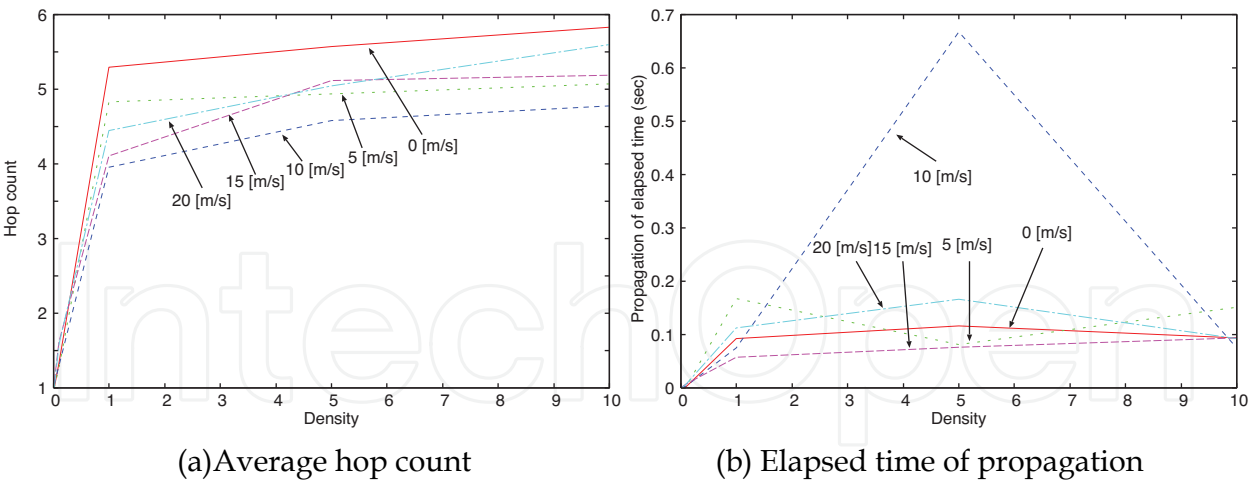 6
5
4
3
2
1
0 1 2 3 4 5 6 7 8 9 10
Hop count
Density
0 [m/s]
5 [m/s]
10 [m/s]
15 [m/s]
20 [m/s]
(a)Average hop count
0.7
0.6
0.5
0.4
0.3
0.2
0.1
0
0 1 2 3 4 5 6 7 8 9 10
Propagation of elapsed time (sec)
Density
10 [m/s]
20 [m/s]
15 [m/s]
5 [m/s]
0 [m/s]
(b) Elapsed time of propagation
IntechOpen